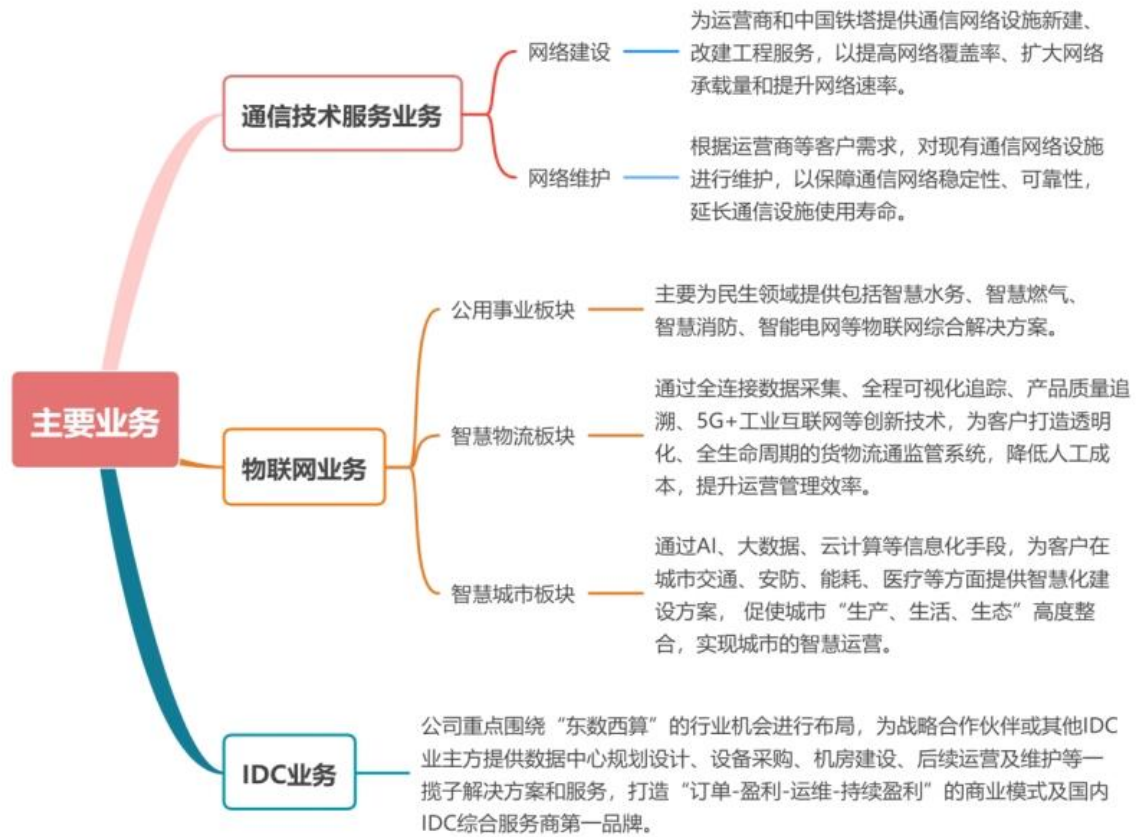 主要业务
通信技术服务业务
网络建设
为运营商和中国铁塔提供通信网络设施新建、
改建工程服务，以提高网络覆盖率、扩大网络
承载量和提升网络速率。
网络维护
根据运营商等客户需求，对现有通信网络设施
进行维护，以保障通信网络稳定性、可靠性，
延长通信设施使用寿命。
物联网业务
公用事业板块
主要为民生领域提供包括智慧水务、智慧燃气、
智慧消防、智能电网等物联网综合解决方案。
智慧物流板块
通过全连接数据采集、全程可视化追踪、产品质量追
溯、5G+工业互联网等创新技术，为客户打造透明
化、全生命周期的货物流通监管系统，降低人工成
本，提升运营管理效率。
智慧城市板块
通过AI、大数据、云计算等信息化手段，为客户在
城市交通、安防、能耗、医疗等方面提供智慧化建
设方案， 促使城市“生产、生活、生态”高度整
合，实现城市的智慧运营。
IDC业务
公司重点围绕“东数西算”的行业机会进行布局，为战略合作伙伴或其他IDC
业主方提供数据中心规划设计、设备采购、机房建设、后续运营及维护等一
揽子解决方案和服务，打造“订单-盈利-运维-持续盈利”的商业模式及国内
IDC综合服务商第一品牌。